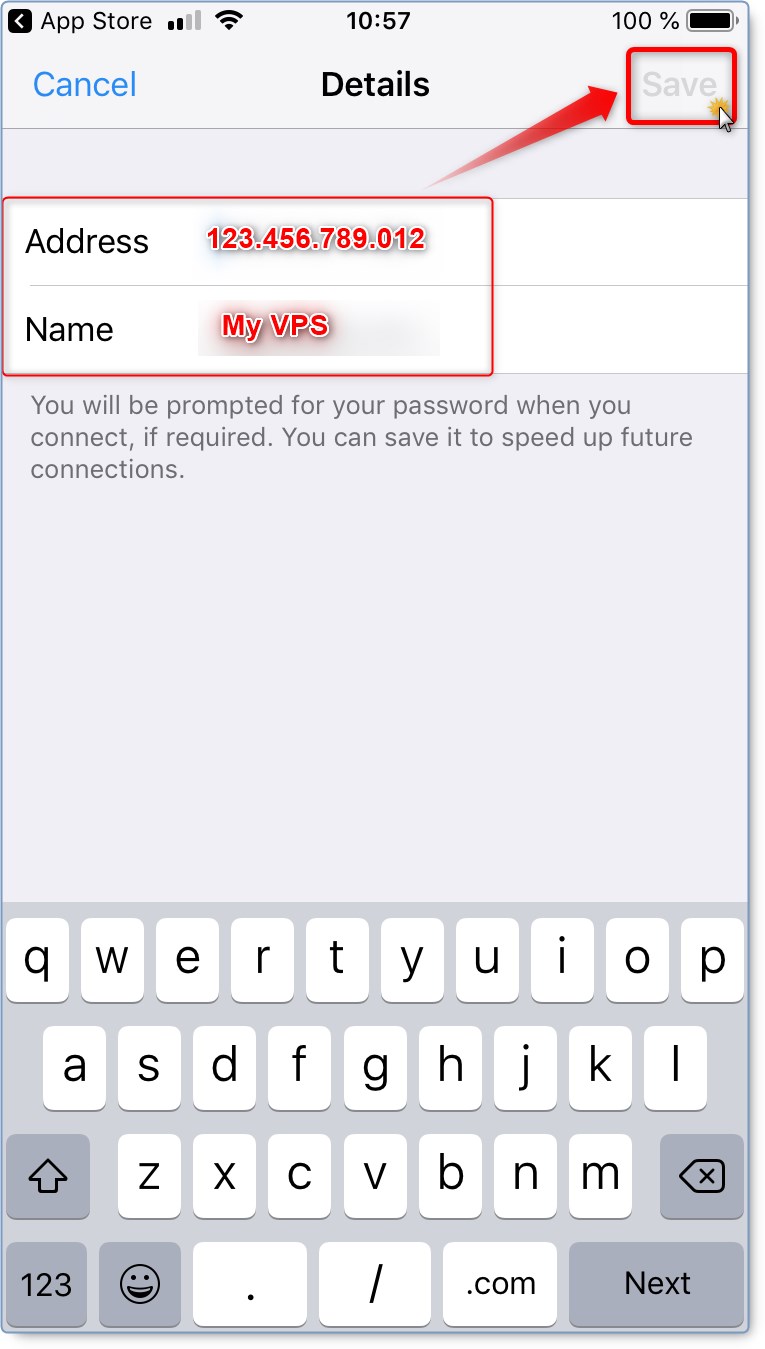 App Store 10:57 100 %
Cancel Details Save
Address 123.456.789.012
Name My VPS
You will be prompted for your password when you
connect, if required. You can save it to speed up future
connections.
q w e r t y u i o p
a s d f g h j k l
z x c v b n m
123 . / .com Next